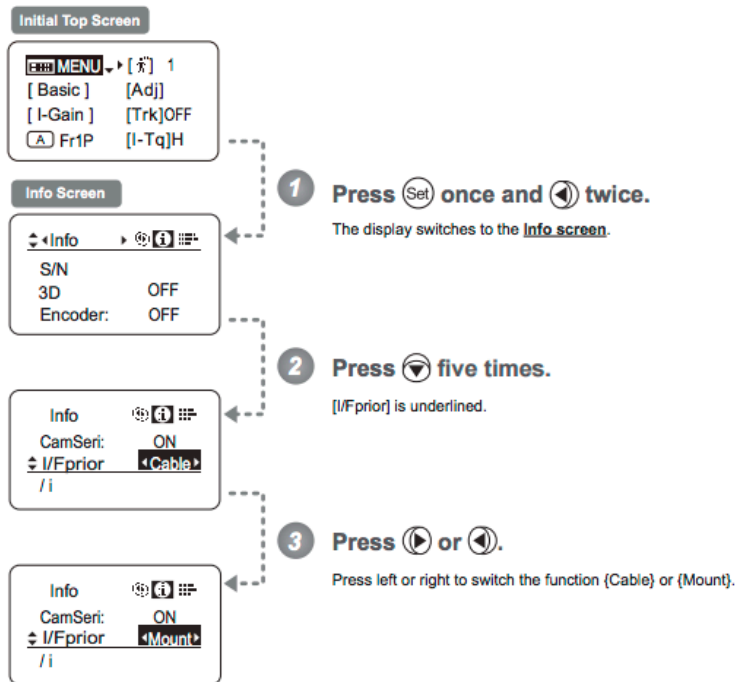 Initial Top Screen
MENU [ ] 1
[ Basic ] [Adj]
[ I-Gain ] [Trk]OFF
A Fr1P [I-Tq]H
1 Press Set once and twice.
The display switches to the Info screen.
Info Screen
Info
S/N
3D OFF
Encoder: OFF
2 Press five times.
[I/Fprior] is underlined.
Info
CamSeri: ON
I/Fprior Cable
/ i
3 Press or .
Press left or right to switch the function {Cable} or {Mount}.
Info
CamSeri: ON
I/Fprior Mount
/ i